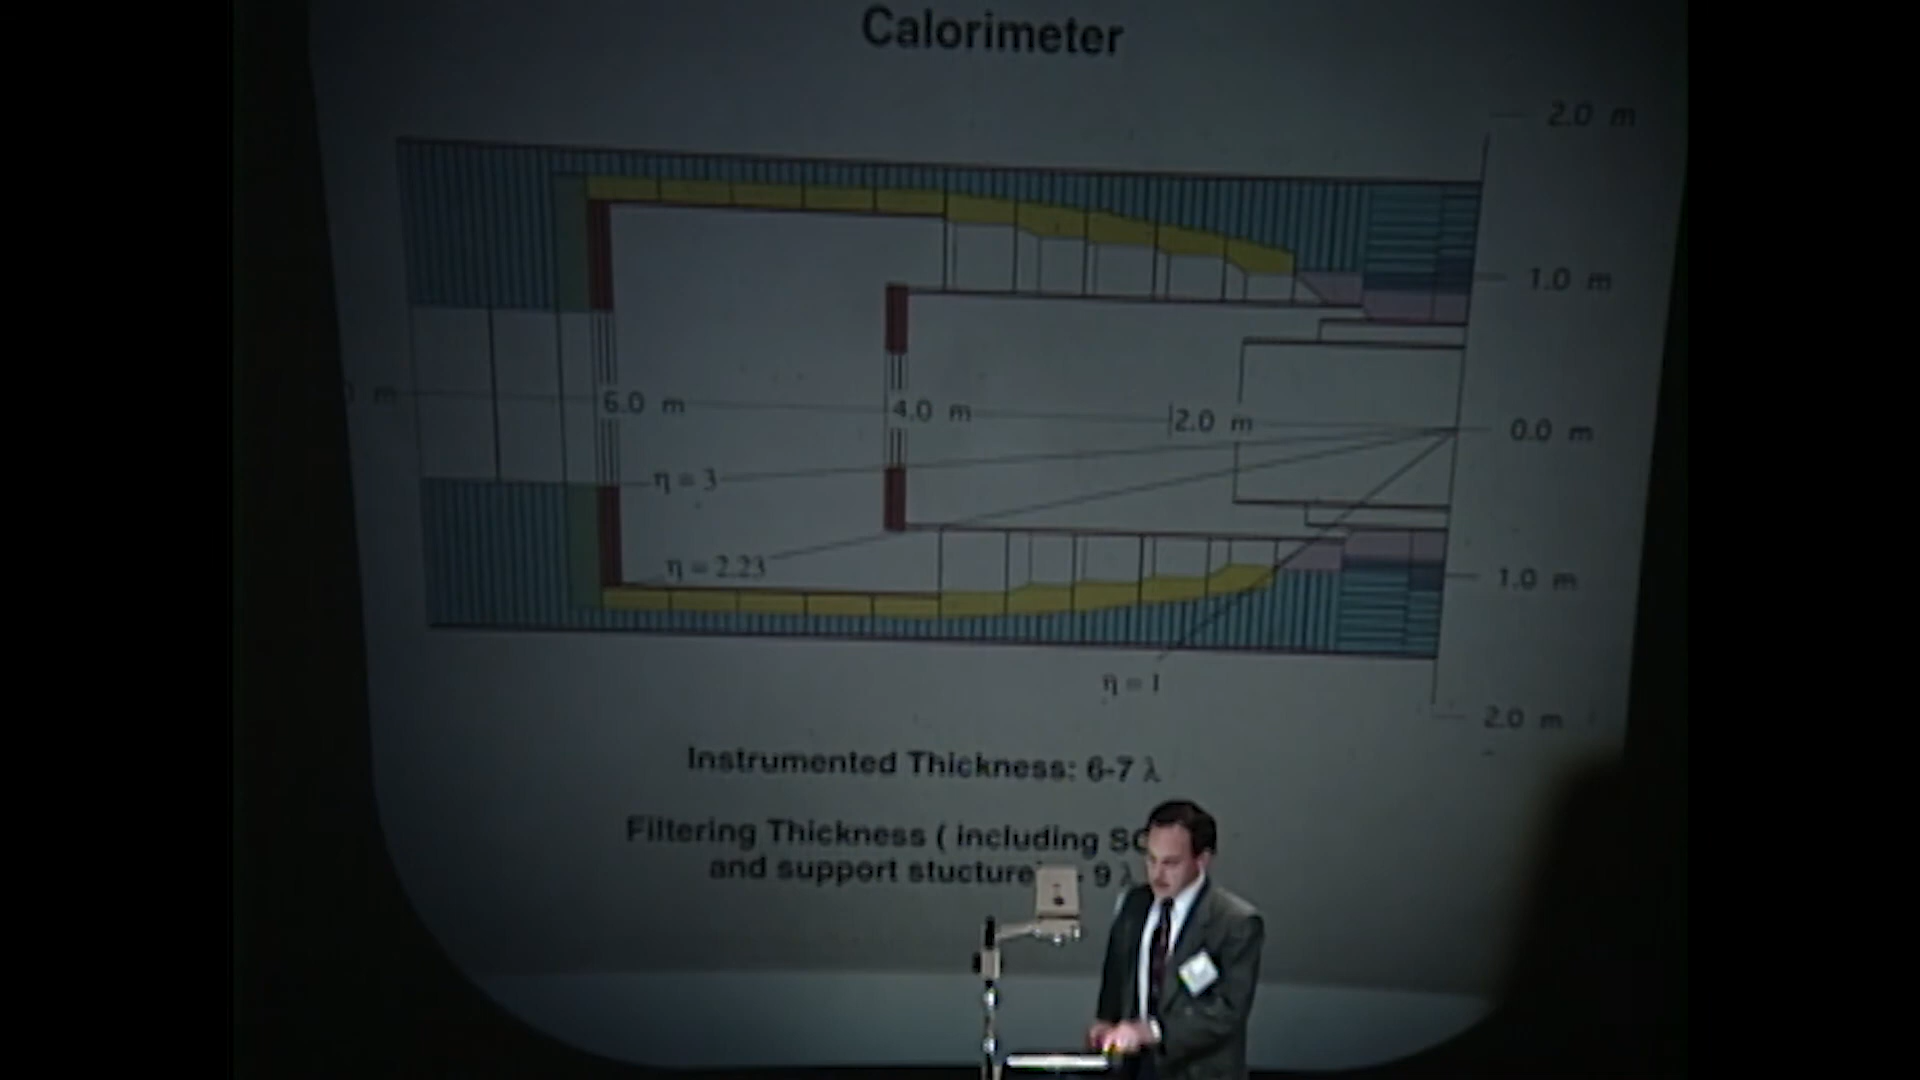 Calorimeter
2.0 m
1.0 m
m
6.0 m
4.0 m
2.0 m
0.0 m
η = 3
η = 2.23
1.0 m
η = 1
2.0 m
Instrumented Thickness: 6-7 λ
Filtering Thickness ( including
and support stucture 9 λ